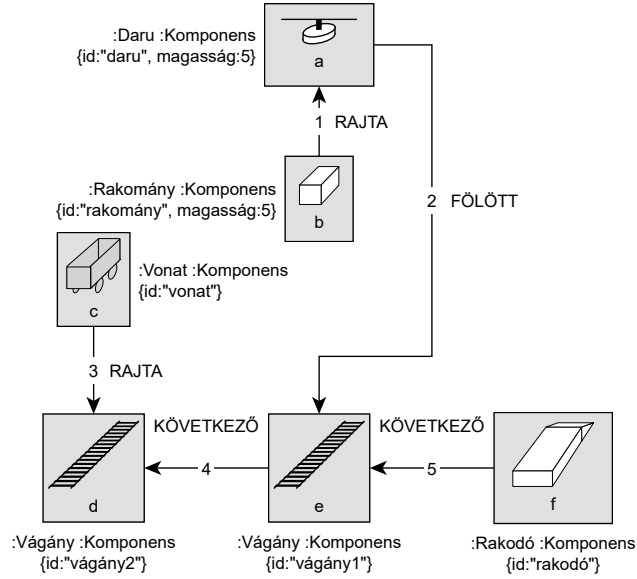 :Daru :Komponens
{id:"daru", magasság:5}
a
1 RAJTA
:Rakomány :Komponens
{id:"rakomány", magasság:5}
b
2 FÖLÖTT
:Vonat :Komponens
{id:"vonat"}
c
3 RAJTA
KÖVETKEZŐ
KÖVETKEZŐ
4
5
d
e
f
:Vágány :Komponens
{id:"vágány2"}
:Vágány :Komponens
{id:"vágány1"}
:Rakodó :Komponens
{id:"rakodó"}